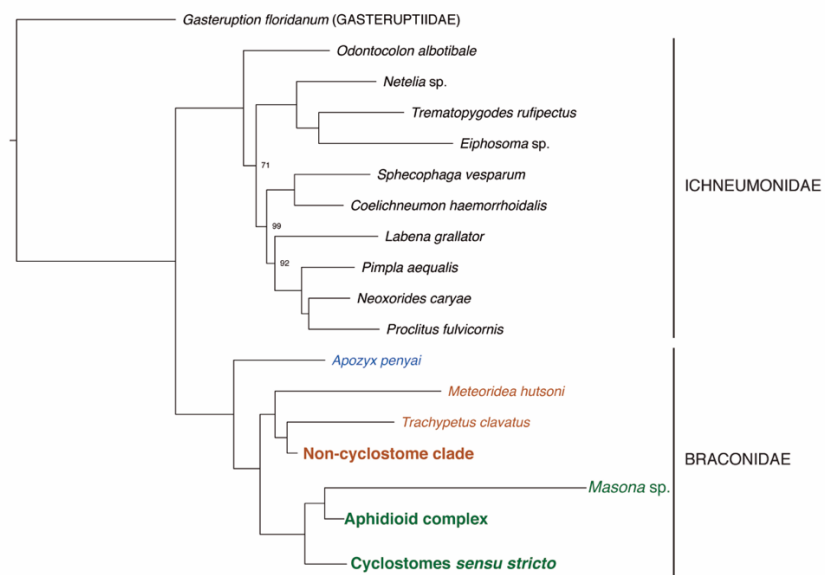 Gasteruption floridanum (GASTERUPTIIDAE)
Odontocolon albotibale
Netelia sp.
Trematopygodes rufipectus
Eiphosoma sp.
71
Sphecophaga vesparum
ICHNEUMONIDAE
Coelichneumon haemorrhoidalis
99
Labena grallator
92
Pimpla aequalis
Neoxorides caryae
Proclitus fulvicornis
Apozyx penyai
Meteoridea hutsoni
Trachypetus clavatus
Non-cyclostome clade
BRACONIDAE
Masona sp.
Aphidioid complex
Cyclostomes sensu stricto